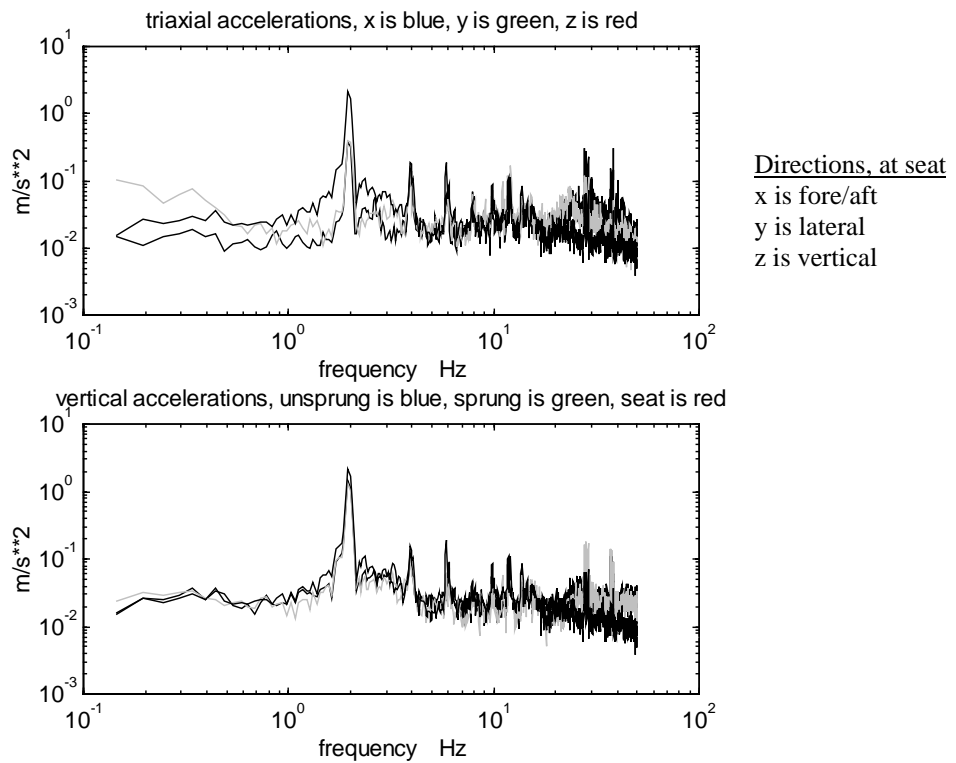 triaxial accelerations, x is blue, y is green, z is red
10^1
10^0
10^-1
10^-2
10^-3
m/s**2
10^-1
10^0
10^1
10^2
frequency Hz
Directions, at seat
x is fore/aft
y is lateral
z is vertical
vertical accelerations, unsprung is blue, sprung is green, seat is red
10^1
10^0
10^-1
10^-2
10^-3
m/s**2
10^-1
10^0
10^1
10^2
frequency Hz